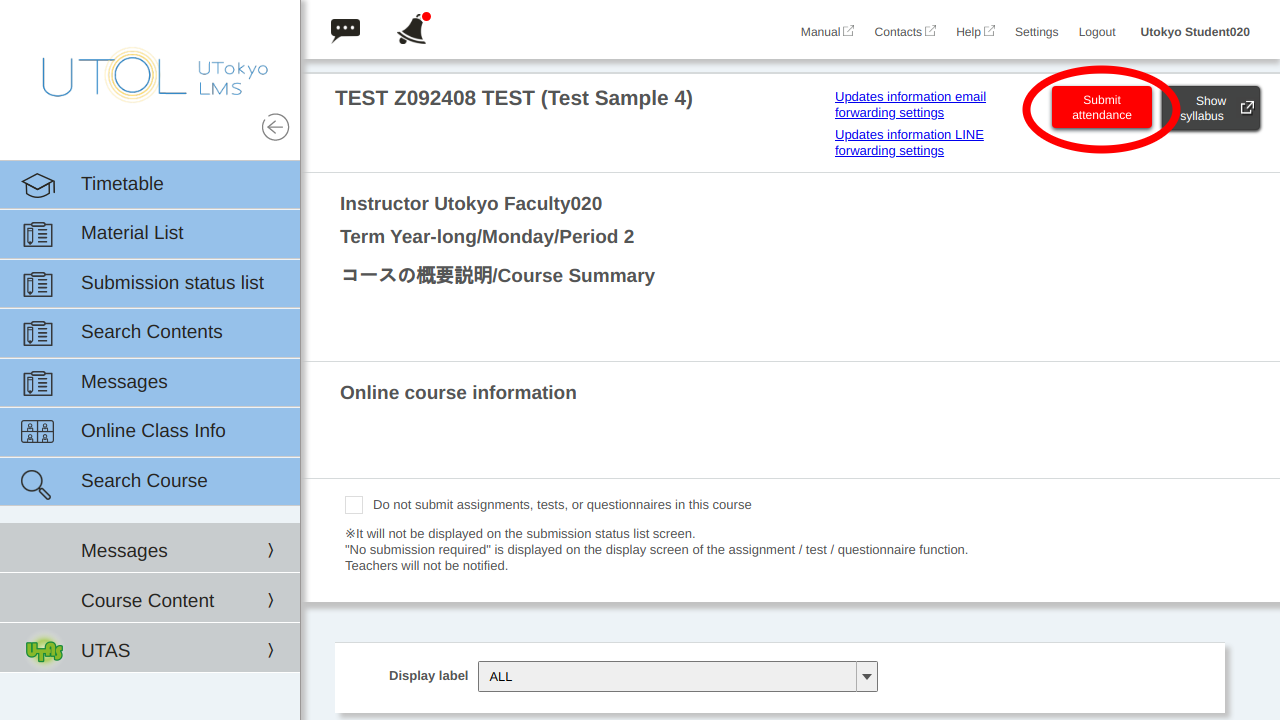 UTOL UTokyo
LMS
Manual Contacts Help Settings Logout Utokyo Student020
TEST Z092408 TEST (Test Sample 4)
Updates information email
forwarding settings
Updates information LINE
forwarding settings
Submit
attendance
Show
syllabus
Timetable
Material List
Submission status list
Search Contents
Messages
Online Class Info
Search Course
Messages
Course Content
UTAS UTAS
Instructor Utokyo Faculty020
Term Year-long/Monday/Period 2
コースの概要説明/Course Summary
Online course information
Do not submit assignments, tests, or questionnaires in this course
※It will not be displayed on the submission status list screen.
"No submission required" is displayed on the display screen of the assignment / test / questionnaire function.
Teachers will not be notified.
Display label ALL